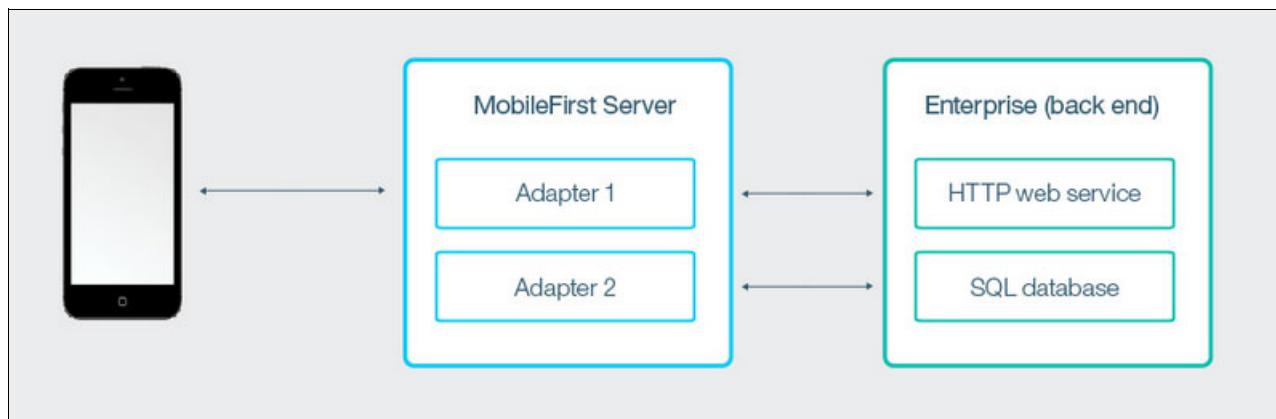 MobileFirst Server
Adapter 1
Adapter 2
Enterprise (back end)
HTTP web service
SQL database